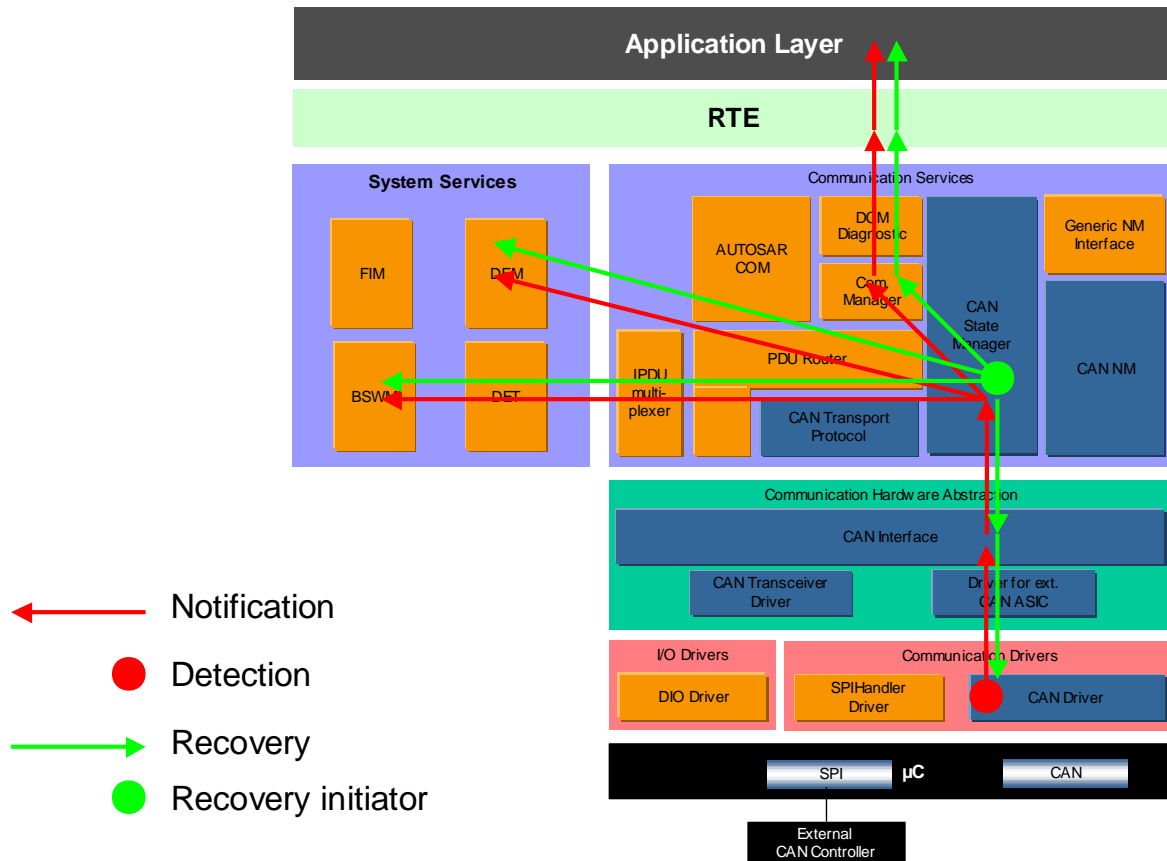 Application Layer
RTE
System Services
FIM
DEM
BSWM
DET
Communication Services
AUTOSAR
COM
DCM
Diagnostic
Com.
Manager
CAN
State
Manager
Generic NM
Interface
CAN NM
IPDU
multi-
plexer
PDU Router
CAN Transport
Protocol
Communication Hardware Abstraction
CAN Interface
CAN Transceiver
Driver
Driver for ext.
CAN ASIC
I/O Drivers
DIO Driver
Communication Drivers
SPIHandler
Driver
CAN Driver
SPI
µC
CAN
External
CAN Controller
Notification
Detection
Recovery
Recovery initiator